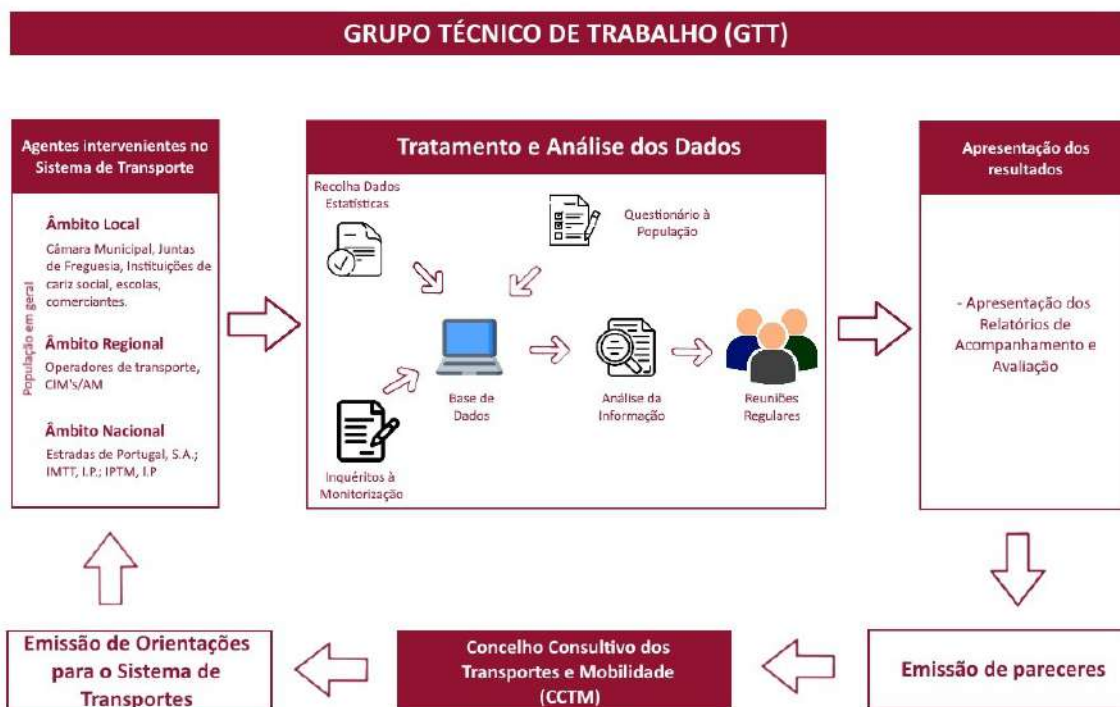 GRUPO TÉCNICO DE TRABALHO (GTT)
Agentes intervenientes no
Sistema de Transporte
População em geral
Âmbito Local
Câmara Municipal, Juntas
de Freguesia, Instituições de
cariz social, escolas,
comerciantes.
Âmbito Regional
Operadores de transporte,
CIM's/AM
Âmbito Nacional
Estradas de Portugal, S.A.;
IMTT, I.P.; IPTM, I.P
Tratamento e Análise dos Dados
Recolha Dados
Estatísticas
Questionário à
População
Base de
Dados
Análise da
Informação
Reuniões
Regulares
Inquéritos à
Monitorização
Apresentação dos
resultados
- Apresentação dos
Relatórios de
Acompanhamento e
Avaliação
Emissão de pareceres
Concelho Consultivo dos
Transportes e Mobilidade
(CCTM)
Emissão de Orientações
para o Sistema de
Transportes